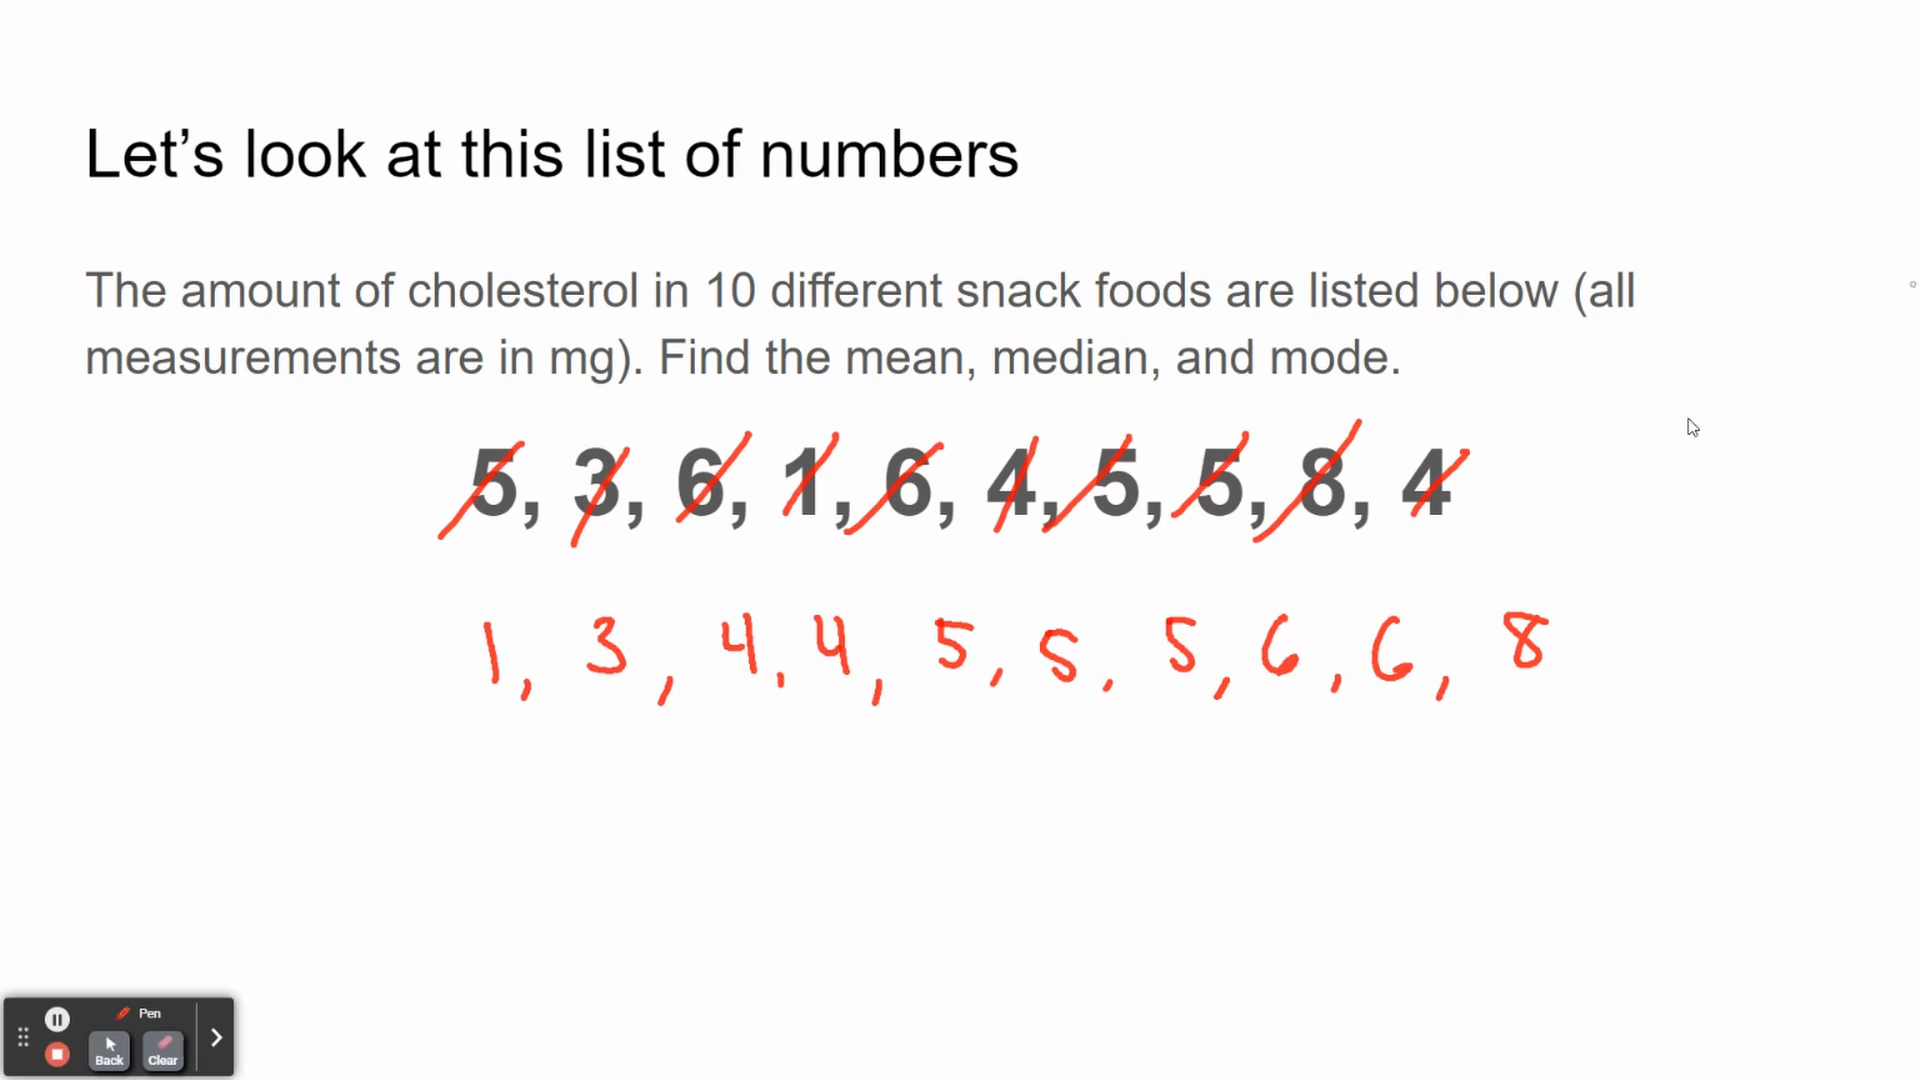 Let’s look at this list of numbers
The amount of cholesterol in 10 different snack foods are listed below (all
measurements are in mg). Find the mean, median, and mode.
5, 3, 6, 1, 6, 4, 5, 5, 8, 4
1, 3, 4, 4, 5, 5, 5, 6, 6, 8
Pen
Back Clear